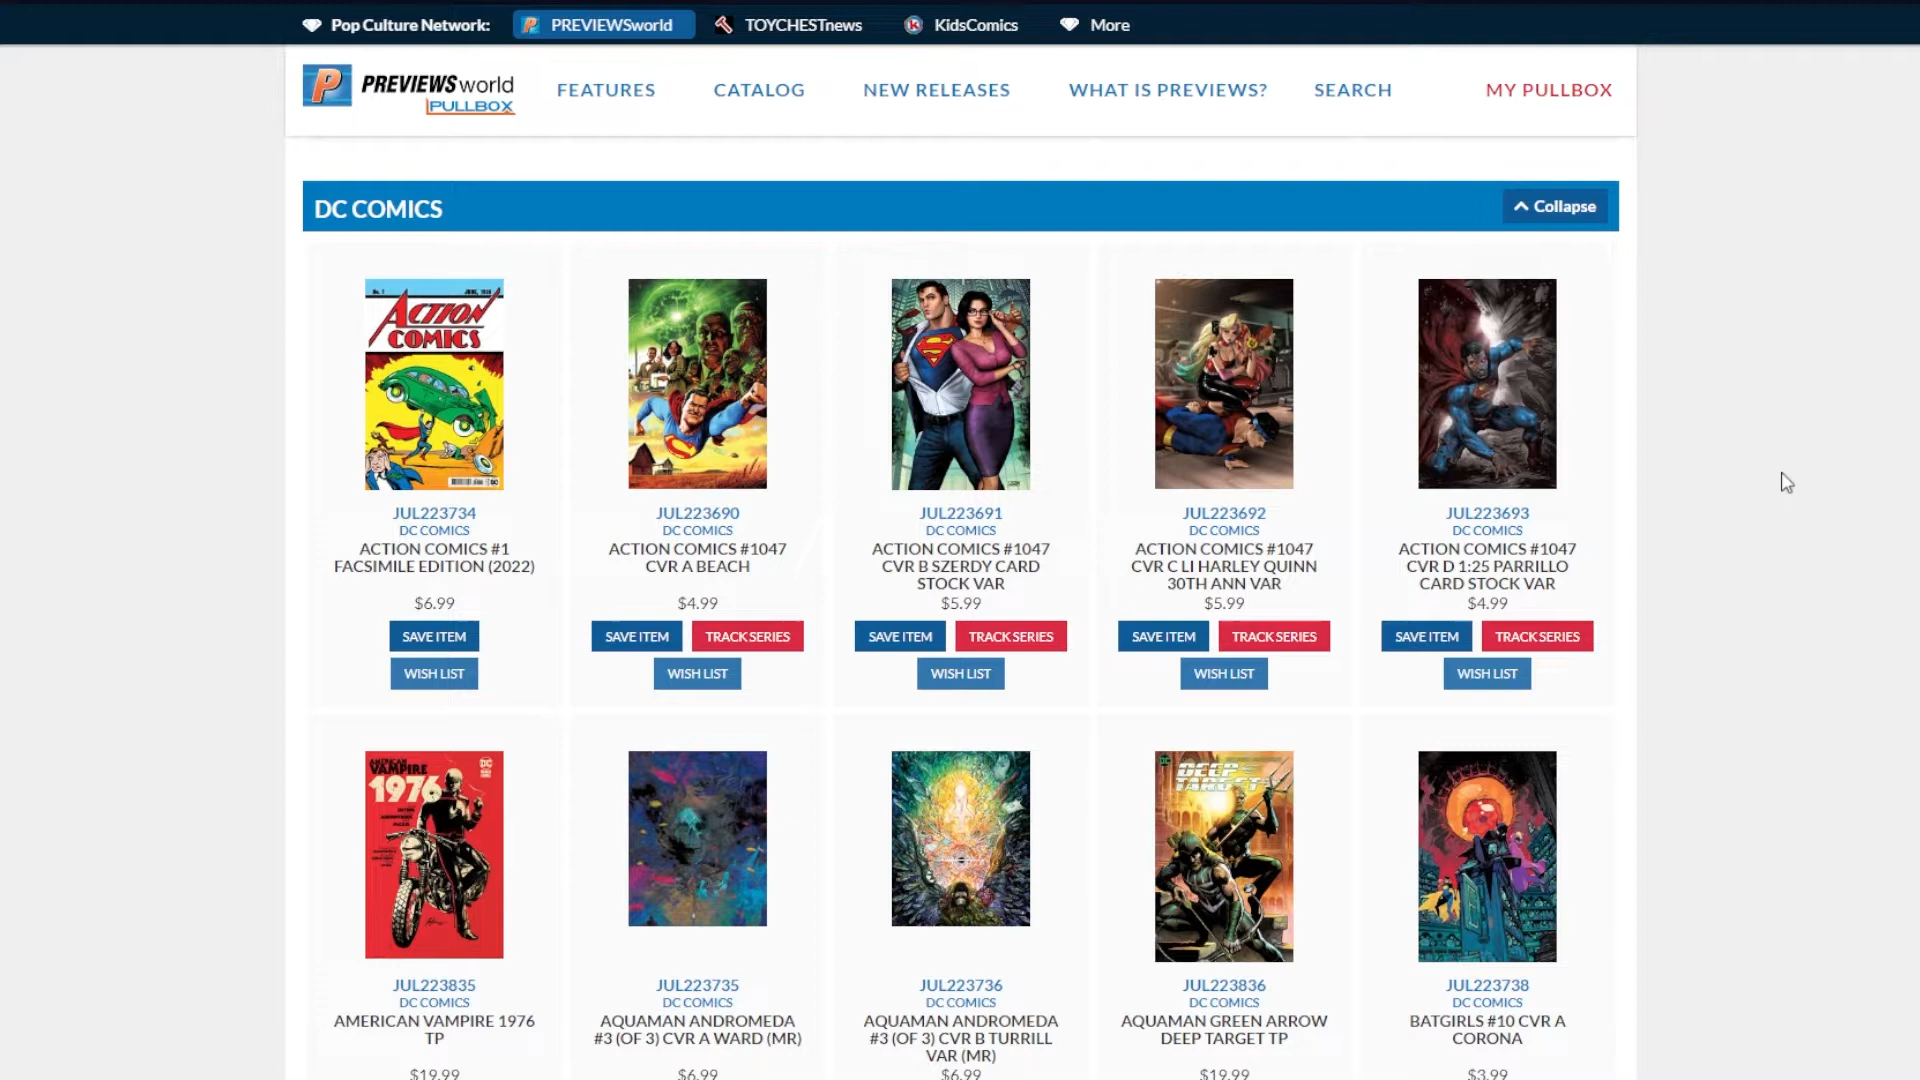 Pop Culture Network: PREVIEWSworld TOYCHESTnews KidsComics More
PREVIEWSworld
PULLBOX
FEATURES CATALOG NEW RELEASES WHAT IS PREVIEWS? SEARCH MY PULLBOX
DC COMICS
Collapse
No. 1 JUNE, 1938
ACTION
COMICS
JUL223734
DC COMICS
ACTION COMICS #1
FACSIMILE EDITION (2022)
$6.99
SAVE ITEM
WISH LIST
JUL223690
DC COMICS
ACTION COMICS #1047
CVR A BEACH
$4.99
SAVE ITEM TRACK SERIES
WISH LIST
JUL223691
DC COMICS
ACTION COMICS #1047
CVR B SZERDY CARD
STOCK VAR
$5.99
SAVE ITEM TRACK SERIES
WISH LIST
JUL223692
DC COMICS
ACTION COMICS #1047
CVR C LI HARLEY QUINN
30TH ANN VAR
$5.99
SAVE ITEM TRACK SERIES
WISH LIST
JUL223693
DC COMICS
ACTION COMICS #1047
CVR D 1:25 PARRILLO
CARD STOCK VAR
$4.99
SAVE ITEM TRACK SERIES
WISH LIST
AMERICAN
VAMPIRE
1976
DC
JUL223835
DC COMICS
AMERICAN VAMPIRE 1976
TP
$19.99
JUL223735
DC COMICS
AQUAMAN ANDROMEDA
#3 (OF 3) CVR A WARD (MR)
$6.99
JUL223736
DC COMICS
AQUAMAN ANDROMEDA
#3 (OF 3) CVR B TURRILL
VAR (MR)
$6.99
DEEP
TARGET
JUL223836
DC COMICS
AQUAMAN GREEN ARROW
DEEP TARGET TP
$19.99
JUL223738
DC COMICS
BATGIRLS #10 CVR A
CORONA
$3.99